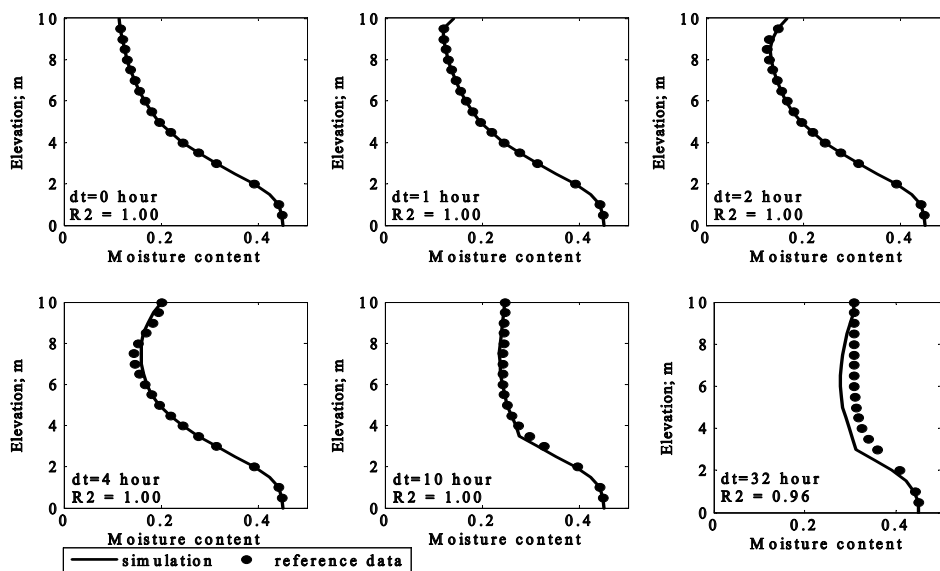 10
8
6
4
2
0
Elevation; m
dt=0 hour
R2 = 1.00
0
0.2
0.4
Moisture content
10
8
6
4
2
0
Elevation; m
dt=1 hour
R2 = 1.00
0
0.2
0.4
Moisture content
10
8
6
4
2
0
Elevation; m
dt=2 hour
R2 = 1.00
0
0.2
0.4
Moisture content
10
8
6
4
2
0
Elevation; m
dt=4 hour
R2 = 1.00
0
0.2
0.4
Moisture content
10
8
6
4
2
0
Elevation; m
dt=10 hour
R2 = 1.00
0
0.2
0.4
Moisture content
10
8
6
4
2
0
Elevation; m
dt=32 hour
R2 = 0.96
0
0.2
0.4
Moisture content
simulation
reference data